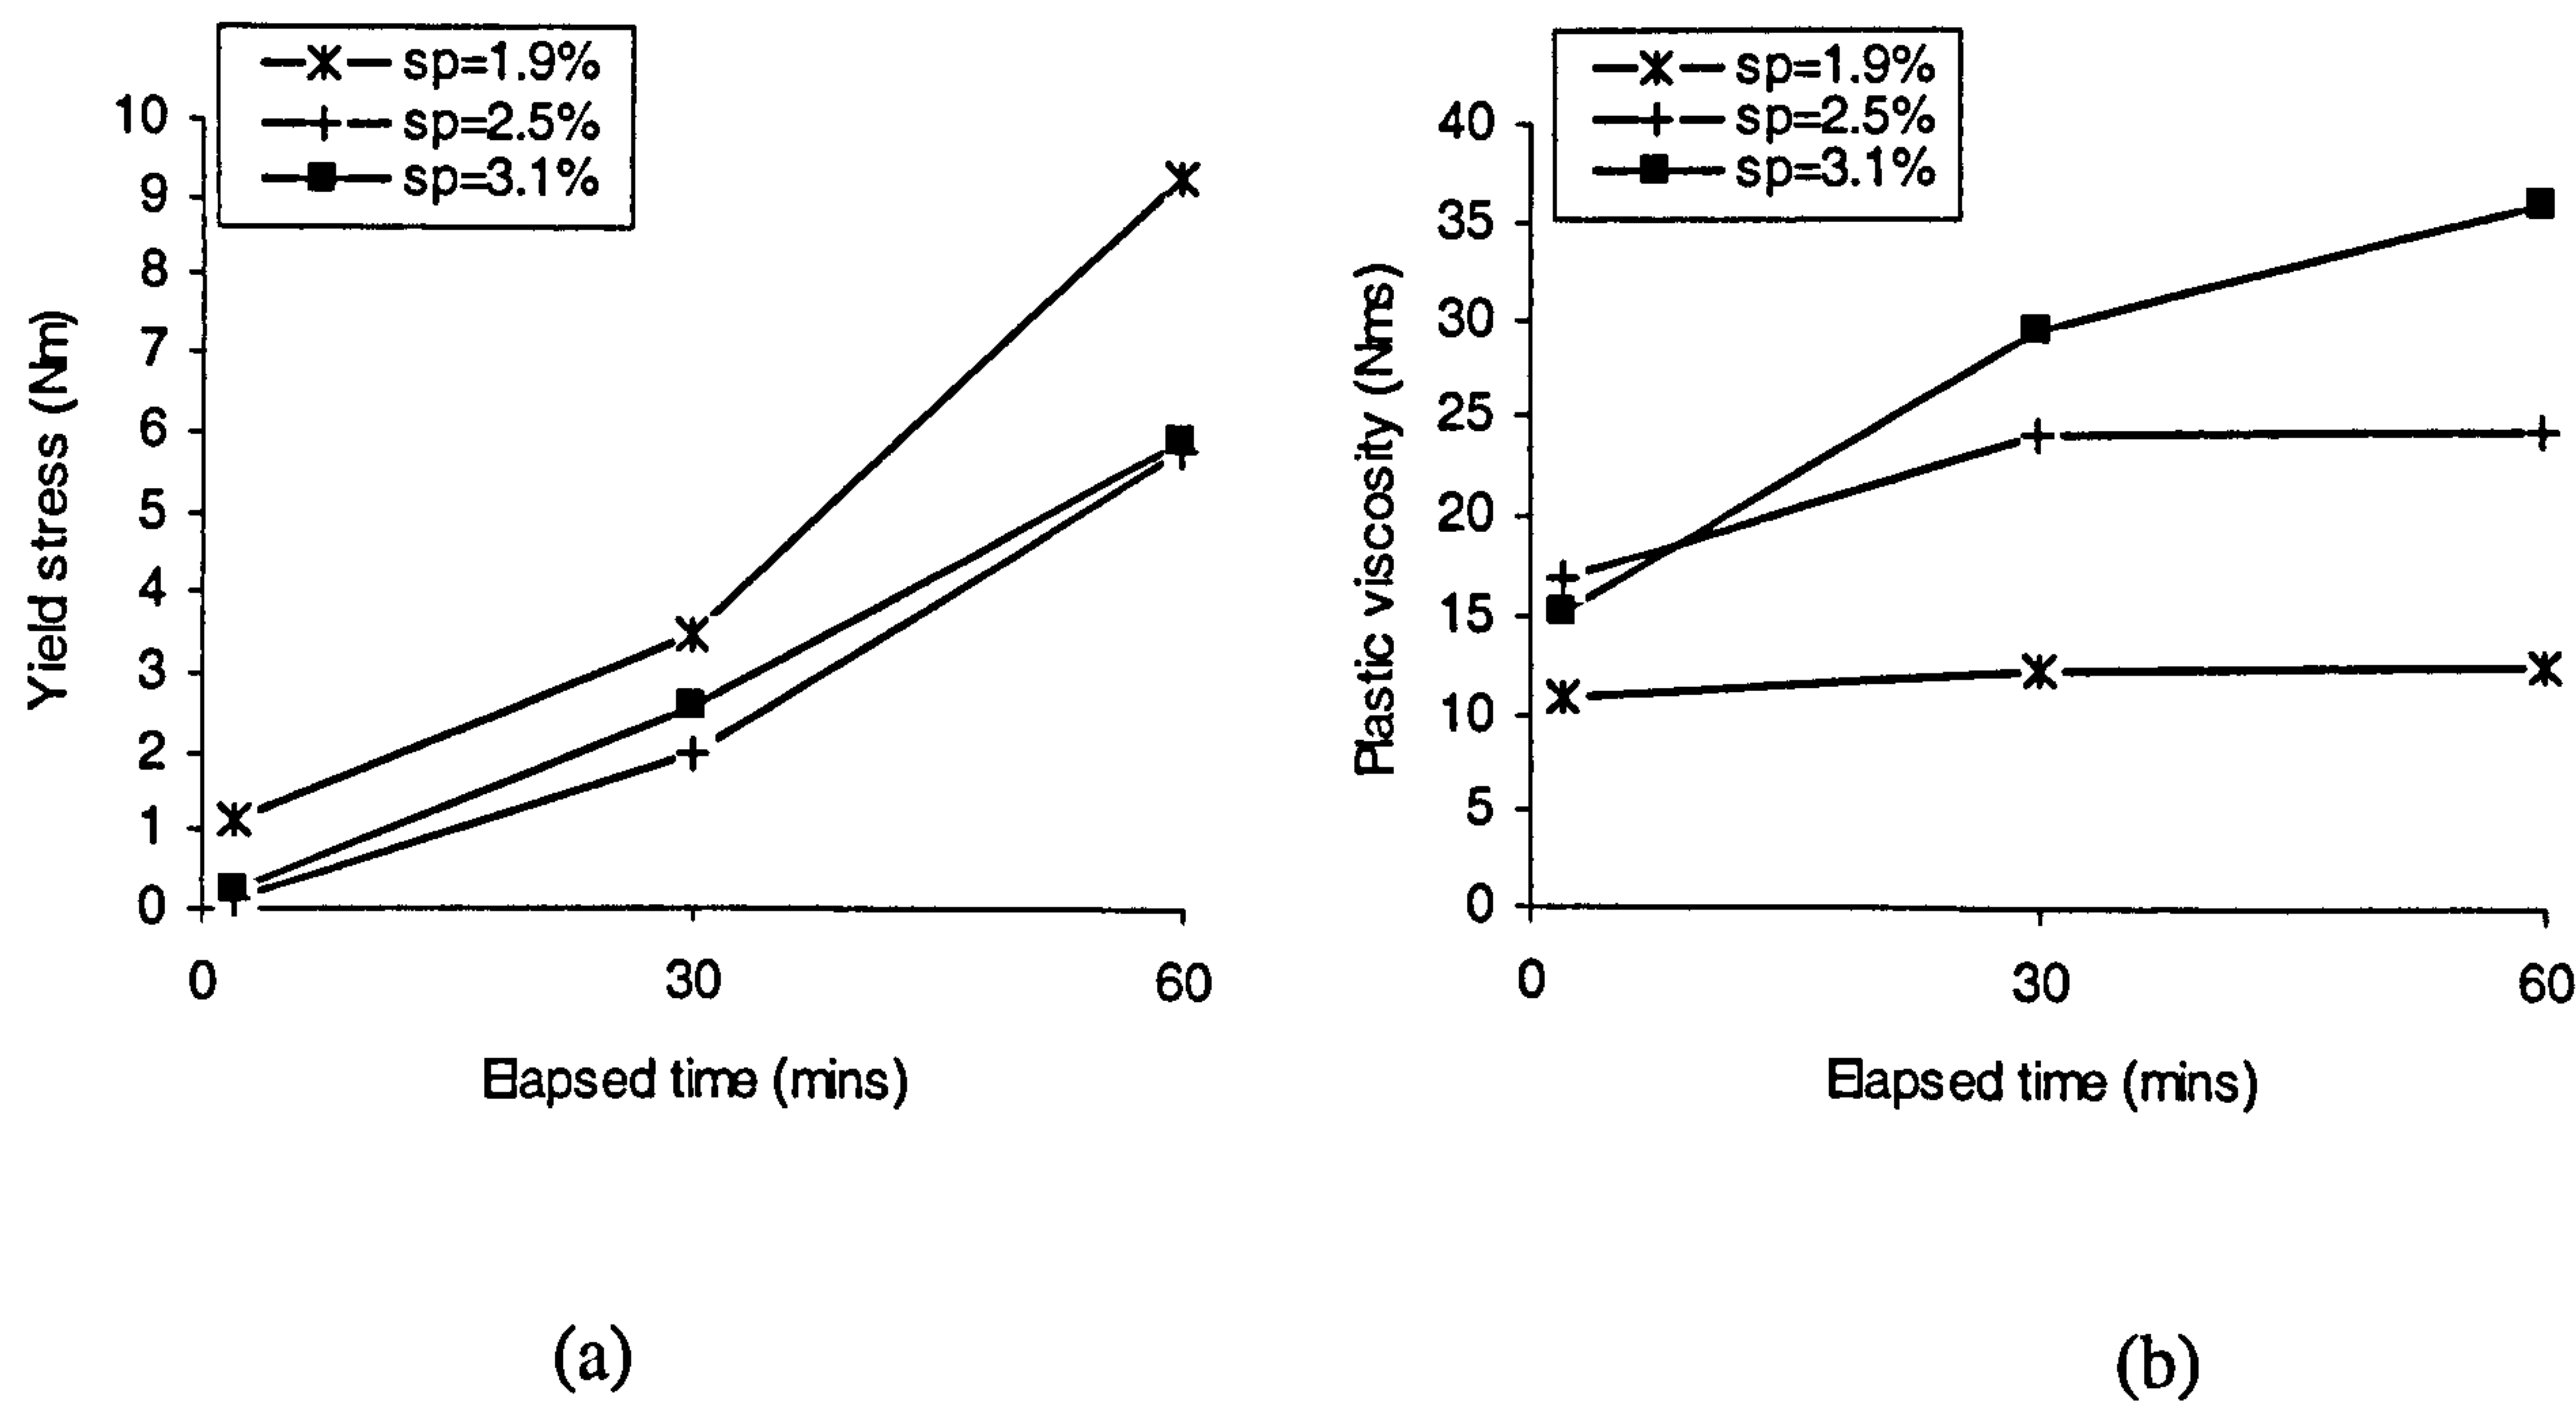 sp=1.9%
sp=2.5%
sp=3.1%
10
9
8
7
6
5
4
3
2
1
0
Yield stress (Nm)
0 30 60
Elapsed time (mins)
(a)
sp=1.9%
sp=2.5%
sp=3.1%
40
35
30
25
20
15
10
5
0
Plastic viscosity (Nms)
0 30 60
Elapsed time (mins)
(b)